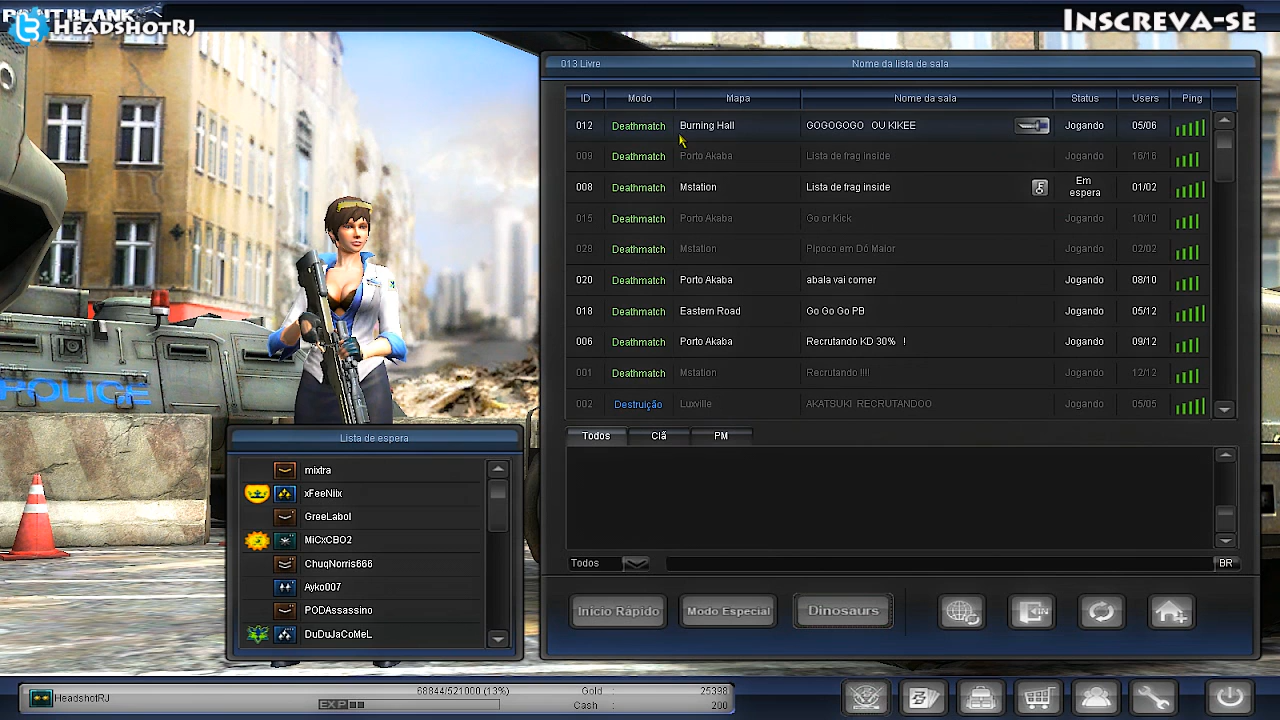 POINT BLANK
HEADSHOTRJ
INSCREVA-SE
013 Livre Nome da lista de sala
ID Modo Mapa Nome da sala Status Users Ping
012 Deathmatch Burning Hall GOGOGOGO OU KIKEE Jogando 05/06
009 Deathmatch Porto Akaba Lista de frag inside Jogando 16/16
008 Deathmatch Mstation Lista de frag inside Em espera 01/02
015 Deathmatch Porto Akaba Go or Kick Jogando 10/10
028 Deathmatch Mstation Pipoco em Dó Maior Jogando 02/02
020 Deathmatch Porto Akaba abala vai comer Jogando 08/10
018 Deathmatch Eastern Road Go Go Go PB Jogando 05/12
006 Deathmatch Porto Akaba Recrutando KD 50% ! Jogando 09/12
001 Deathmatch Mstation Recrutando !!!! Jogando 12/12
002 Destruição Luxville AKATSUKI RECRUTANDOO Jogando 05/05
Todos Clã PM
Todos BR
Início Rápido Modo Especial Dinosaurs
POLICE
Lista de espera
mixtra
xFeeNIix
GreeLabol
MiCxCBO2
ChuqNorris666
Ayko007
PODAssassino
DuDuJaCoMeL
HeadshotRJ
68844/521000 (13%)
EXP
Gold : 25398
Cash : 200